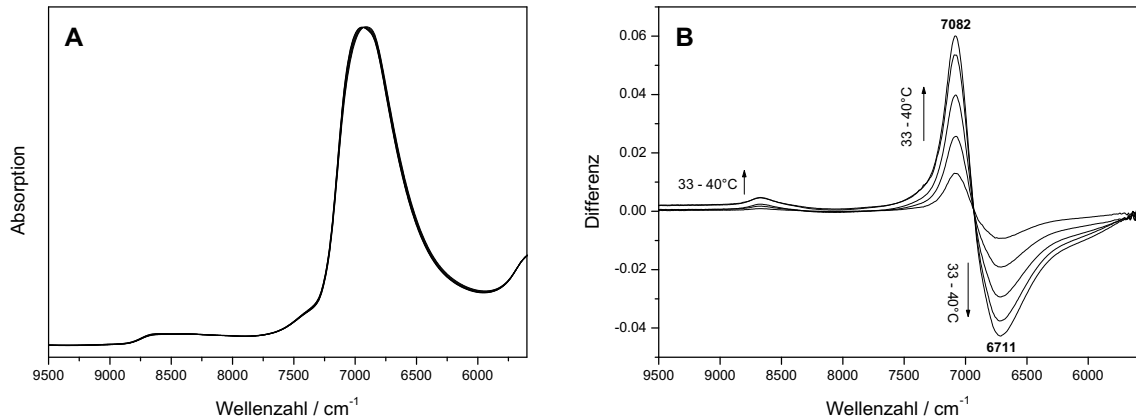 A
Absorption
9500 9000 8500 8000 7500 7000 6500 6000
Wellenzahl / cm⁻¹
B
7082
33 - 40°C
33 - 40°C
33 - 40°C
6711
0.06
0.04
0.02
0.00
-0.02
-0.04
Differenz
9500 9000 8500 8000 7500 7000 6500 6000
Wellenzahl / cm⁻¹